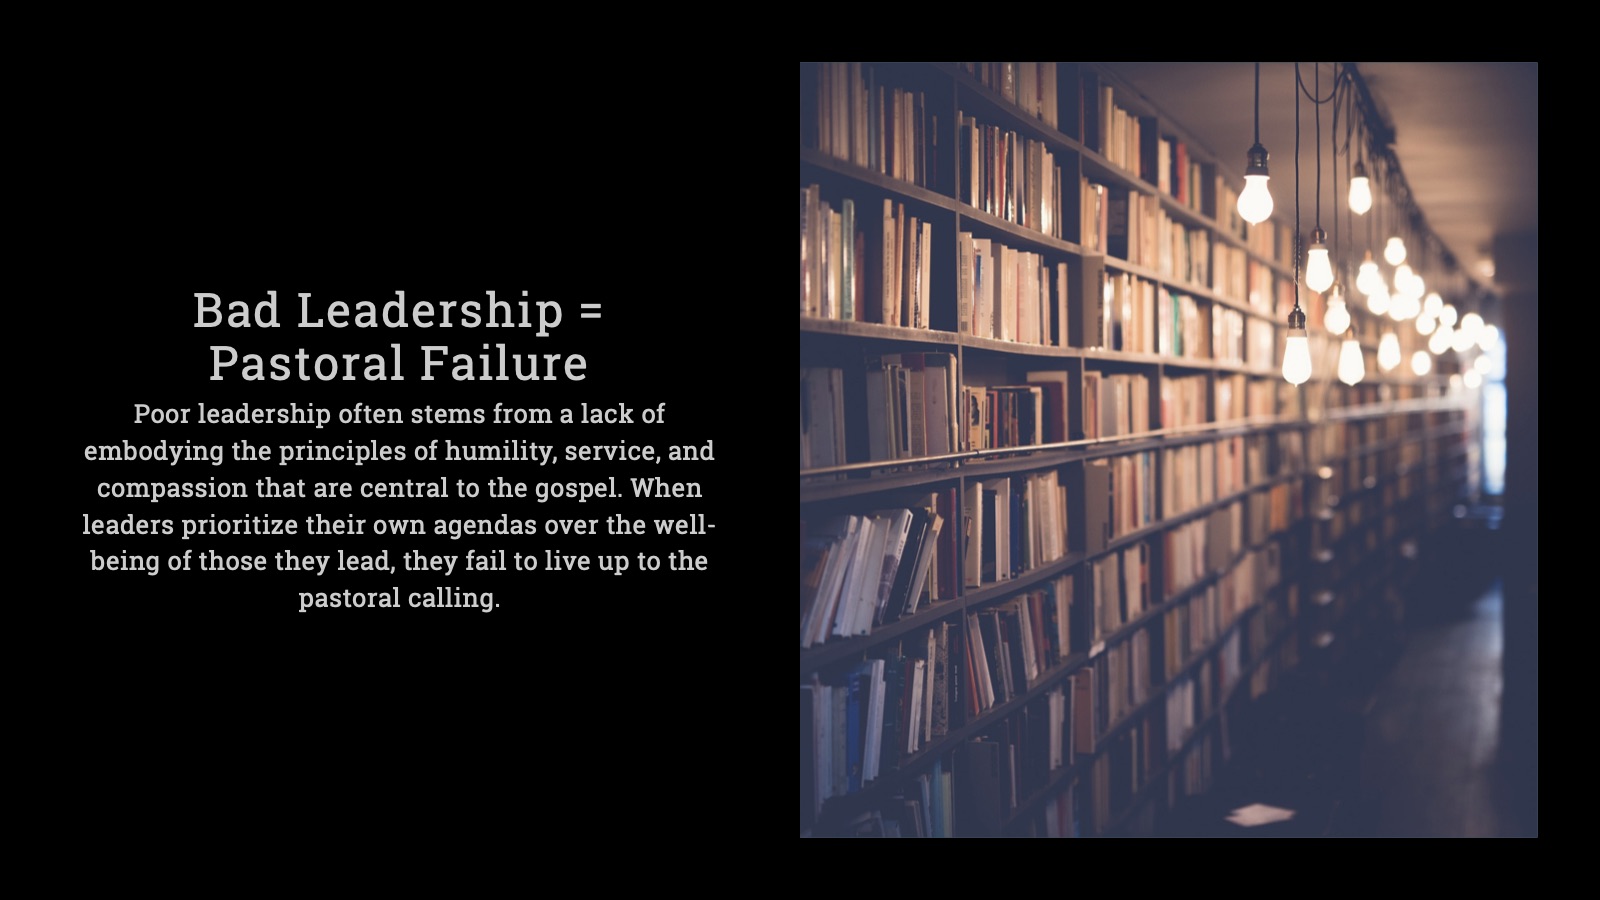 Bad Leadership =
Pastoral Failure
Poor leadership often stems from a lack of
embodying the principles of humility, service, and
compassion that are central to the gospel. When
leaders prioritize their own agendas over the well-
being of those they lead, they fail to live up to the
pastoral calling.